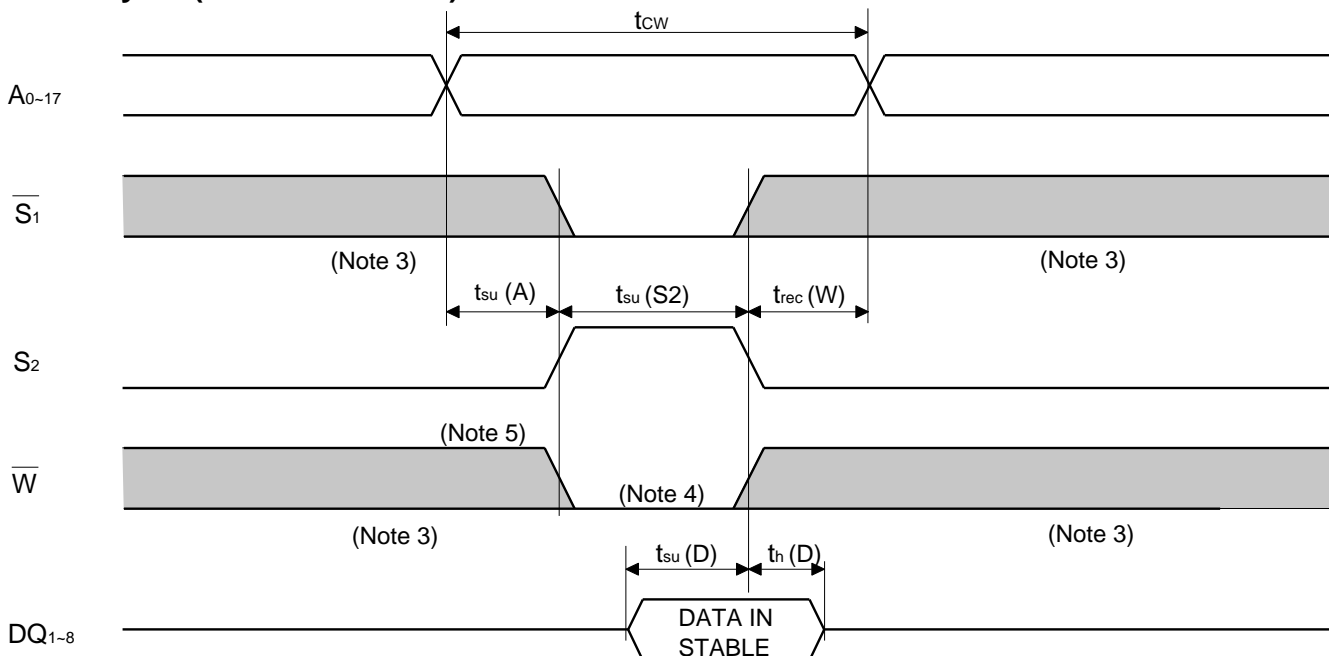 tCW
A0~17
S1
(Note 3)
(Note 3)
tsu (A)
tsu (S2)
trec (W)
S2
(Note 5)
W
(Note 4)
(Note 3)
(Note 3)
tsu (D)
th (D)
DQ1~8
DATA IN
STABLE